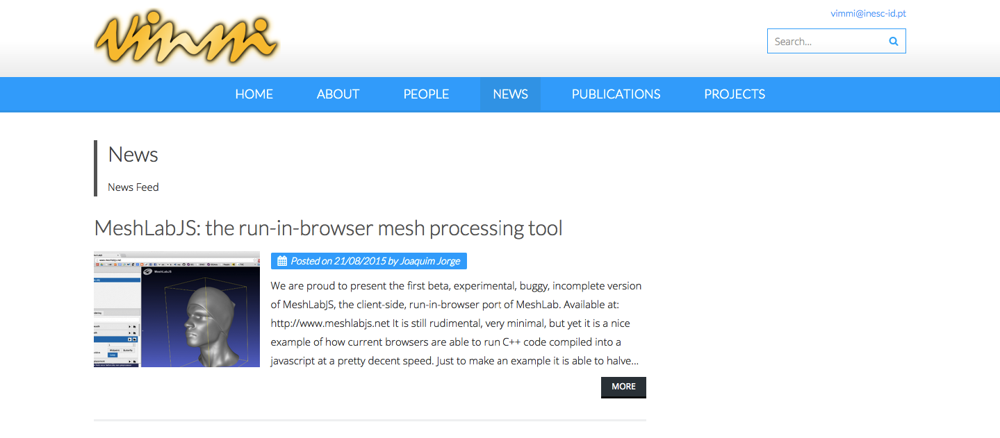 vimmi
vimmi@inesc-id.pt
Search...
HOME ABOUT PEOPLE NEWS PUBLICATIONS PROJECTS
News
News Feed
MeshLabJS: the run-in-browser mesh processing tool
MeshLabJS
Posted on 21/08/2015 by Joaquim Jorge
We are proud to present the first beta, experimental, buggy, incomplete version
of MeshLabJS, the client-side, run-in-browser port of MeshLab. Available at:
http://www.meshlabjs.net It is still rudimental, very minimal, but yet it is a nice
example of how current browsers are able to run C++ code compiled into a
javascript at a pretty decent speed. Just to make an example it is able to halve...
MORE